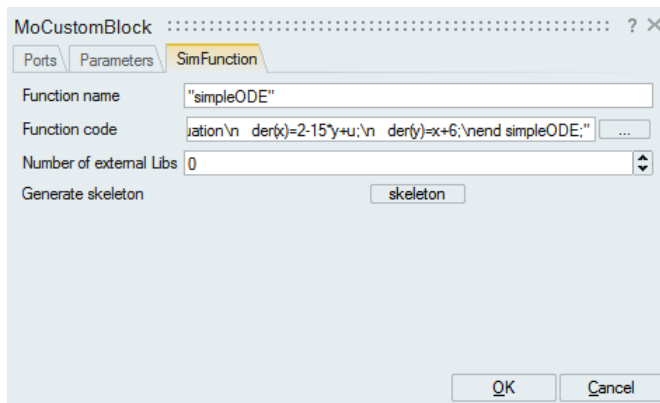 MoCustomBlock ?
Ports Parameters SimFunction
Function name "simpleODE"
Function code uation\n der(x)=2-15*y+u;\n der(y)=x+6;\nend simpleODE;" ...
Number of external Libs 0
Generate skeleton skeleton
OK Cancel